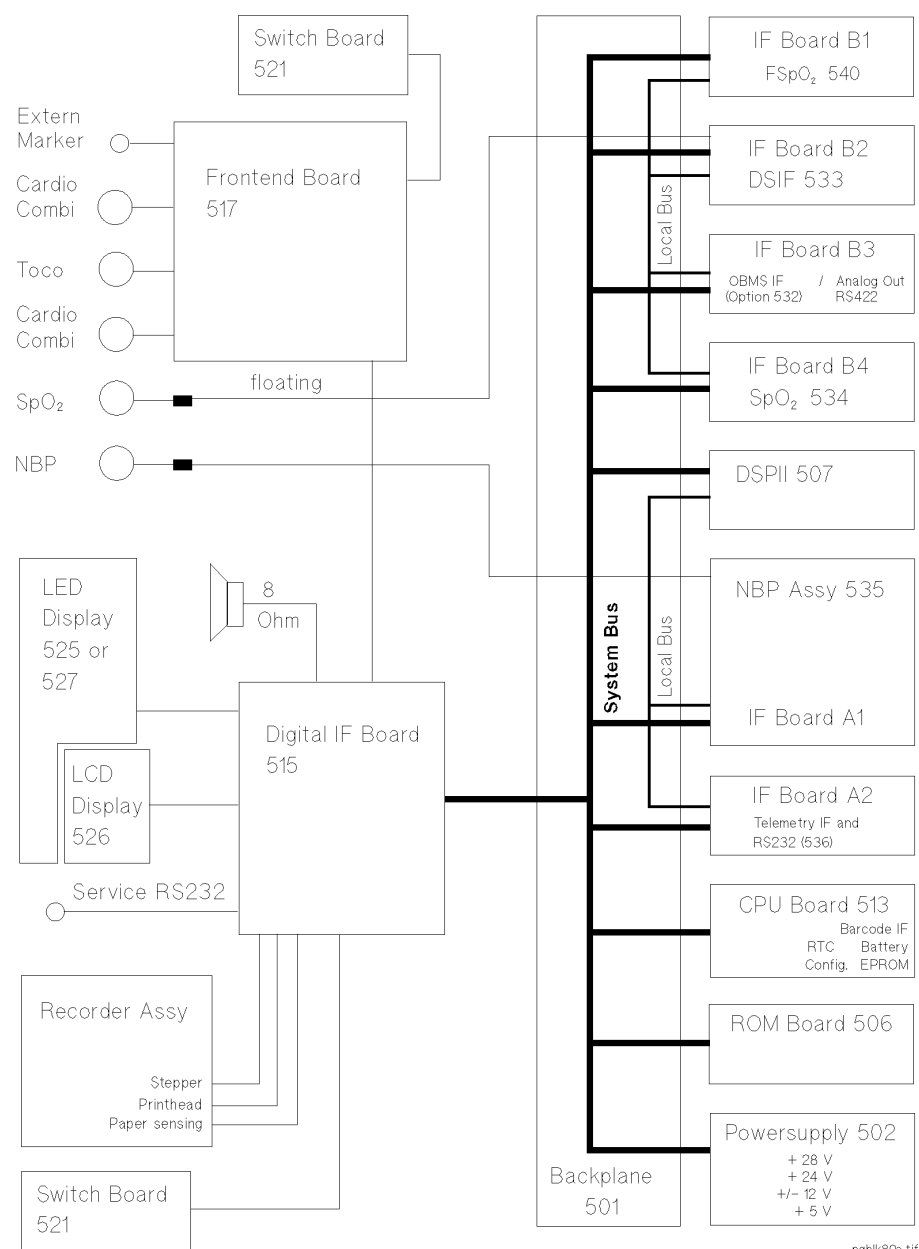 Switch Board
521
Extern
Marker
Cardio
Combi
Toco
Cardio
Combi
SpO₂
NBP
Frontend Board
517
floating
IF Board B1
FSpO₂ 540
IF Board B2
DSIF 533
Local Bus
IF Board B3
OBMS IF / Analog Out
(Option 532) RS422
IF Board B4
SpO₂ 534
DSPII 507
NBP Assy 535
IF Board A1
System Bus
Local Bus
LED
Display
525 or
527
8
Ohm
Digital IF Board
515
LCD
Display
526
Service RS232
IF Board A2
Telemetry IF and
RS232 (536)
CPU Board 513
Barcode IF
RTC Battery
Config. EPROM
Recorder Assy
Stepper
Printhead
Paper sensing
ROM Board 506
Switch Board
521
Backplane
501
Powersupply 502
+ 28 V
+ 24 V
+/- 12 V
+ 5 V